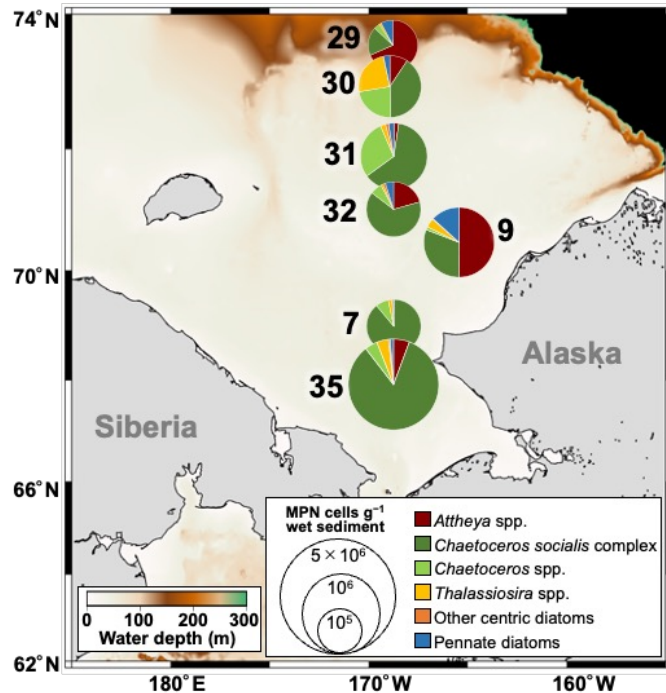 74°N
29
30
31
32
9
70°N
7
35
Alaska
Siberia
66°N
MPN cells g⁻¹
wet sediment
5 × 10⁶
10⁶
10⁵
Attheya spp.
Chaetoceros socialis complex
Chaetoceros spp.
Thalassiosira spp.
Other centric diatoms
Pennate diatoms
0 100 200 300
Water depth (m)
62°N
180°E 170°W 160°W